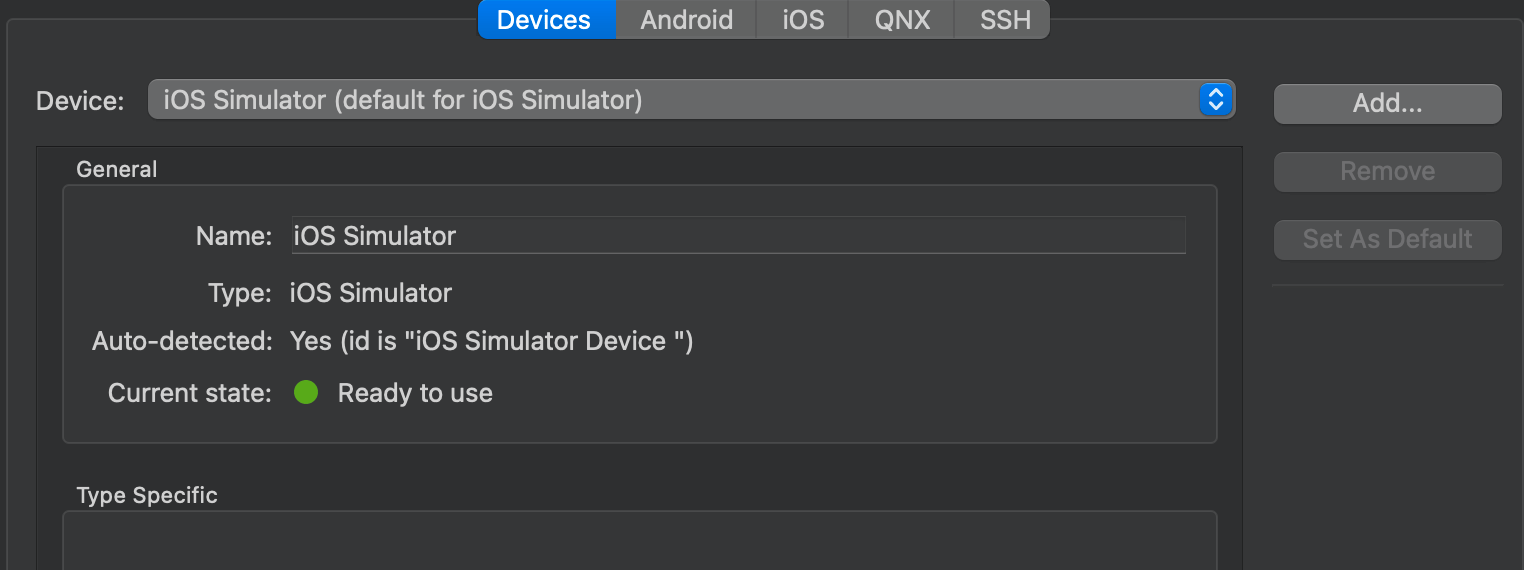 Devices Android iOS QNX SSH
Device: iOS Simulator (default for iOS Simulator) Add...
General
Remove
Name: iOS Simulator
Set As Default
Type: iOS Simulator
Auto-detected: Yes (id is "iOS Simulator Device ")
Current state: Ready to use
Type Specific